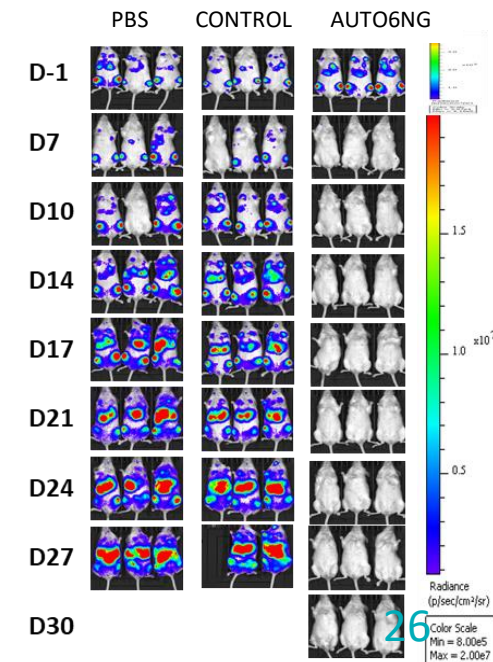 PBS CONTROL AUTO6NG
D-1
D7
D10
D14
D17
D21
D24
D27
D30
1.5
1.0
0.5
Radiance
(p/sec/cm²/sr)
Color Scale
Min = 8.00e5
Max = 2.00e7
26